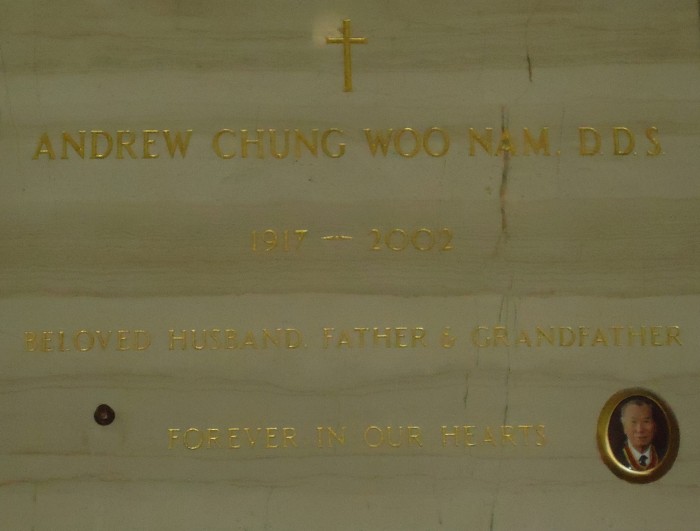 ANDREW CHUNG WOO NAM, D.D.S
1917 — 2002
BELOVED HUSBAND, FATHER & GRANDFATHER
FOREVER IN OUR HEARTS